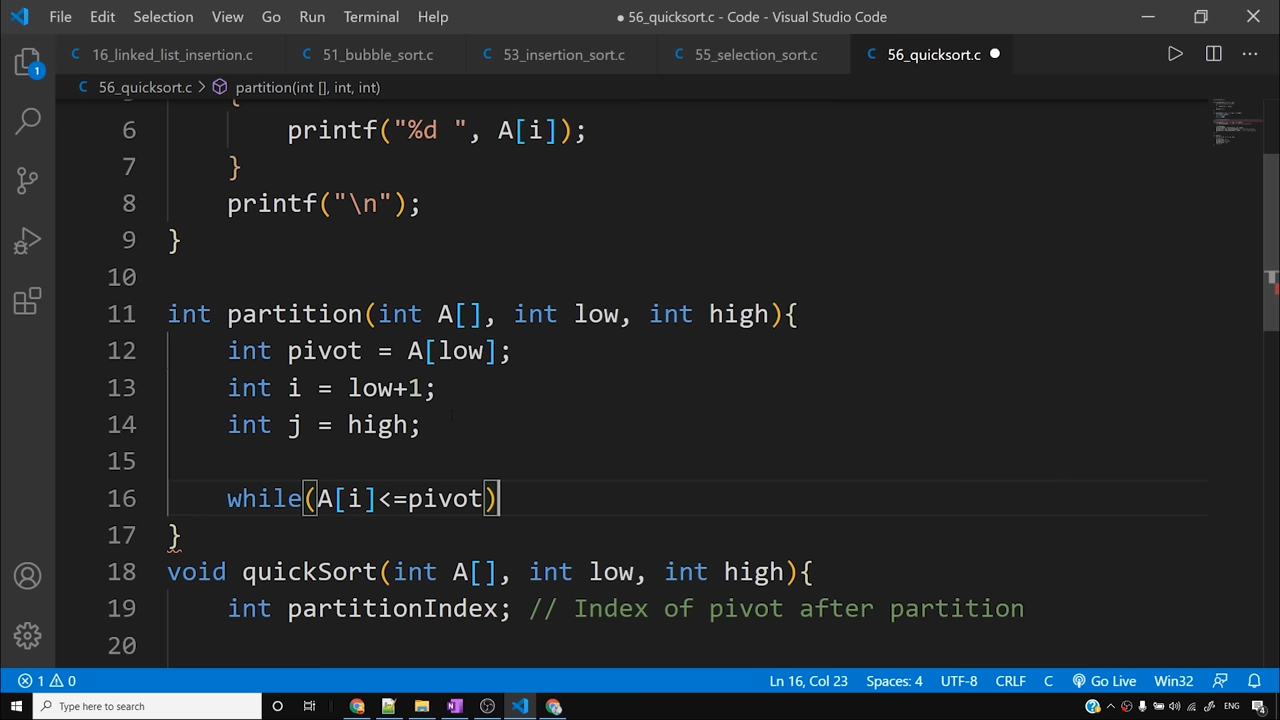 File Edit Selection View Go Run Terminal Help ● 56_quicksort.c - Code - Visual Studio Code
C 16_linked_list_insertion.c C 51_bubble_sort.c C 53_insertion_sort.c C 55_selection_sort.c C 56_quicksort.c ●
C 56_quicksort.c > partition(int [], int, int)
1
{
6 printf("%d ", A[i]);
7 }
8 printf("\n");
9 }
10
11 int partition(int A[], int low, int high){
12 int pivot = A[low];
13 int i = low+1;
14 int j = high;
15
16 while(A[i]<=pivot)
17 }
18 void quickSort(int A[], int low, int high){
19 int partitionIndex; // Index of pivot after partition
20
1 0 Ln 16, Col 23 Spaces: 4 UTF-8 CRLF C Go Live Win32
Type here to search ENG